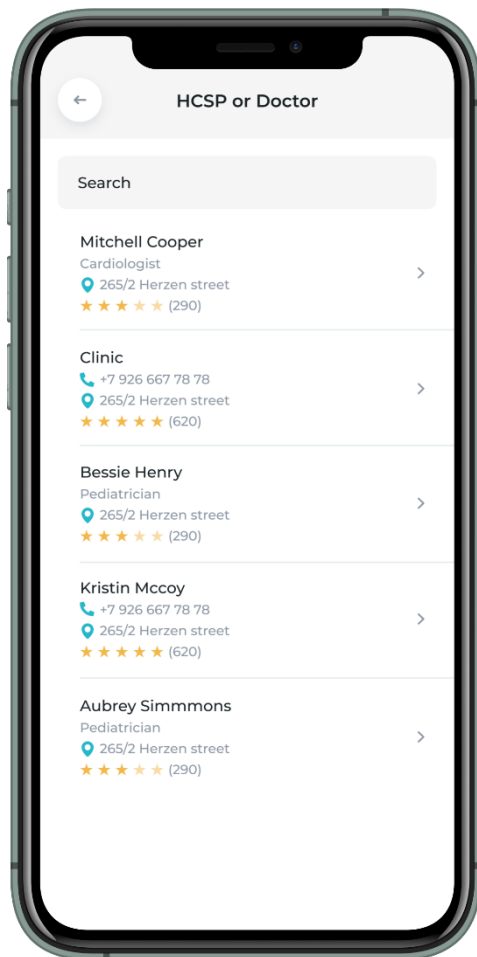 HCSP or Doctor
Search
Mitchell Cooper
Cardiologist
265/2 Herzen street
(290)
Clinic
+7 926 667 78 78
265/2 Herzen street
(620)
Bessie Henry
Pediatrician
265/2 Herzen street
(290)
Kristin Mccoy
+7 926 667 78 78
265/2 Herzen street
(620)
Aubrey Simmmons
Pediatrician
265/2 Herzen street
(290)